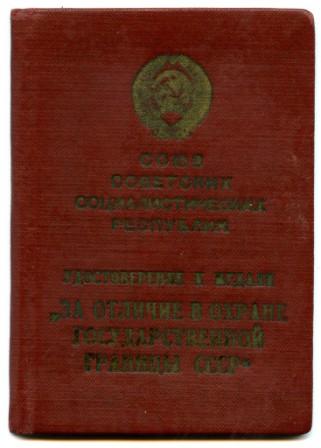 СОЮЗ
СОВЕТСКИХ
СОЦИАЛИСТИЧЕСКИХ
РЕСПУБЛИК
УДОСТОВЕРЕНИЕ К МЕДАЛИ
„ЗА ОТЛИЧИЕ В ОХРАНЕ
ГОСУДАРСТВЕННОЙ
ГРАНИЦЫ СССР“